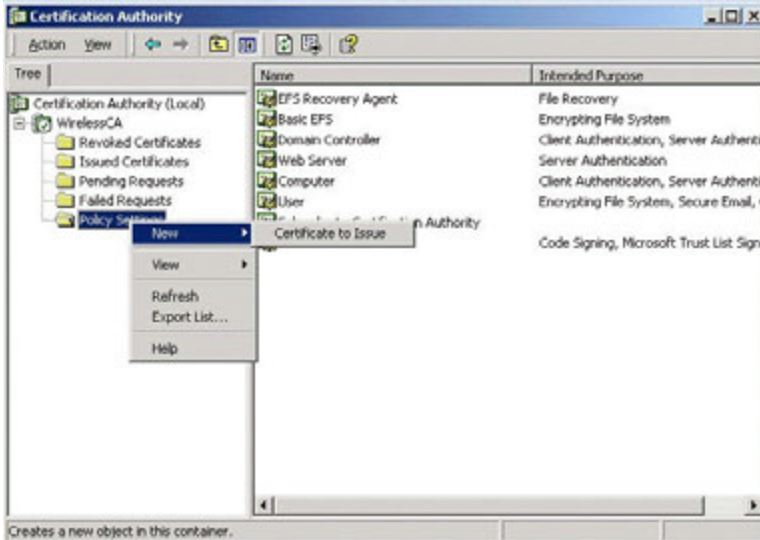 Certification Authority
Action View
Tree
Name Intended Purpose
Certification Authority (Local)
WirelessCA
Revoked Certificates
Issued Certificates
Pending Requests
Failed Requests
Policy Settings
EFS Recovery Agent File Recovery
Basic EFS Encrypting File System
Domain Controller Client Authentication, Server Authenti
Web Server Server Authentication
Computer Client Authentication, Server Authenti
User Encrypting File System, Secure Email,
n Authority
Code Signing, Microsoft Trust List Sign
New
Certificate to Issue
View
Refresh
Export List...
Help
Creates a new object in this container.